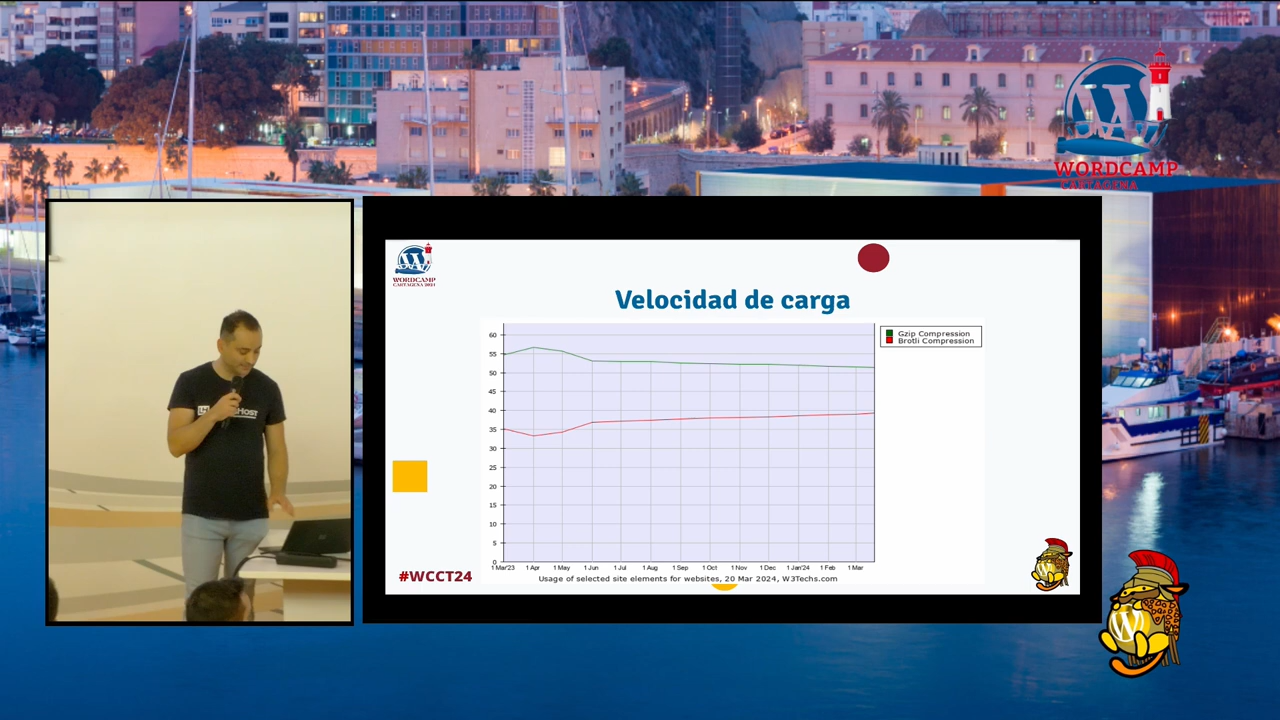 WORDCAMP
CARTAGENA
WORDCAMP
CARTAGENA 2024
Velocidad de carga
Gzip Compression
Brotli Compression
60
55
50
45
40
35
30
25
20
15
10
5
0
1 Mar'23 1 Apr 1 May 1 Jun 1 Jul 1 Aug 1 Sep 1 Oct 1 Nov 1 Dec 1 Jan'24 1 Mar
Usage of selected site elements for websites, 20 Mar 2024, W3Techs.com
#WCCT24